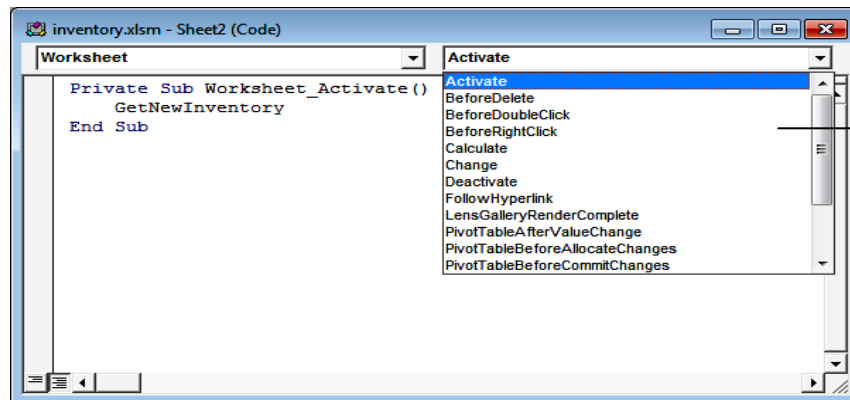 inventory.xlsm - Sheet2 (Code)
Worksheet
Activate
Private Sub Worksheet_Activate()
GetNewInventory
End Sub
Activate
BeforeDelete
BeforeDoubleClick
BeforeRightClick
Calculate
Change
Deactivate
FollowHyperlink
LensGalleryRenderComplete
PivotTableAfterValueChange
PivotTableBeforeAllocateChanges
PivotTableBeforeCommitChanges